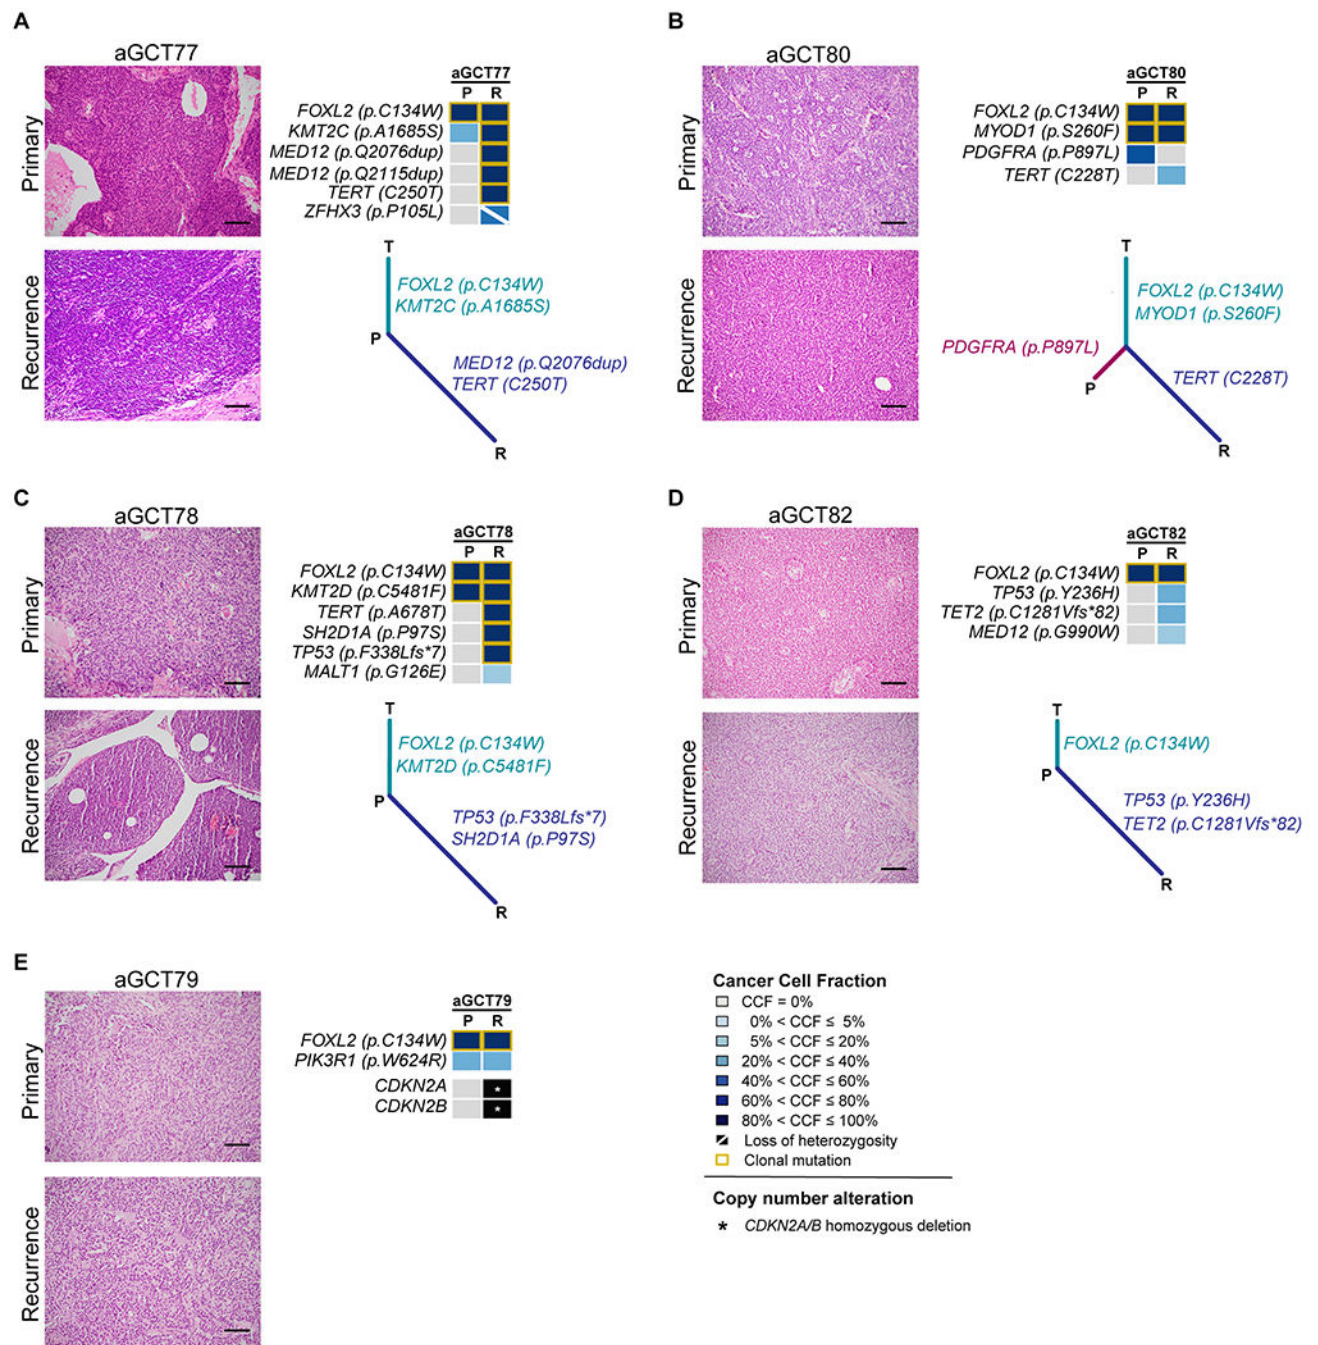 A
aGCT77
Primary
Recurrence
aGCT77
P R
FOXL2 (p.C134W)
KMT2C (p.A1685S)
MED12 (p.Q2076dup)
MED12 (p.Q2115dup)
TERT (C250T)
ZFHX3 (p.P105L)
T
FOXL2 (p.C134W)
KMT2C (p.A1685S)
P
MED12 (p.Q2076dup)
TERT (C250T)
R
B
aGCT80
Primary
Recurrence
aGCT80
P R
FOXL2 (p.C134W)
MYOD1 (p.S260F)
PDGFRA (p.P897L)
TERT (C228T)
T
FOXL2 (p.C134W)
MYOD1 (p.S260F)
PDGFRA (p.P897L)
P
TERT (C228T)
R
C
aGCT78
Primary
Recurrence
aGCT78
P R
FOXL2 (p.C134W)
KMT2D (p.C5481F)
TERT (p.A678T)
SH2D1A (p.P97S)
TP53 (p.F338Lfs*7)
MALT1 (p.G126E)
T
FOXL2 (p.C134W)
KMT2D (p.C5481F)
P
TP53 (p.F338Lfs*7)
SH2D1A (p.P97S)
R
D
aGCT82
Primary
Recurrence
aGCT82
P R
FOXL2 (p.C134W)
TP53 (p.Y236H)
TET2 (p.C1281Vfs*82)
MED12 (p.G990W)
T
FOXL2 (p.C134W)
P
TP53 (p.Y236H)
TET2 (p.C1281Vfs*82)
R
E
aGCT79
Primary
Recurrence
aGCT79
P R
FOXL2 (p.C134W)
PIK3R1 (p.W624R)
CDKN2A *
CDKN2B *
Cancer Cell Fraction
CCF = 0%
0% < CCF ≤ 5%
5% < CCF ≤ 20%
20% < CCF ≤ 40%
40% < CCF ≤ 60%
60% < CCF ≤ 80%
80% < CCF ≤ 100%
Loss of heterozygosity
Clonal mutation
Copy number alteration
* CDKN2A/B homozygous deletion